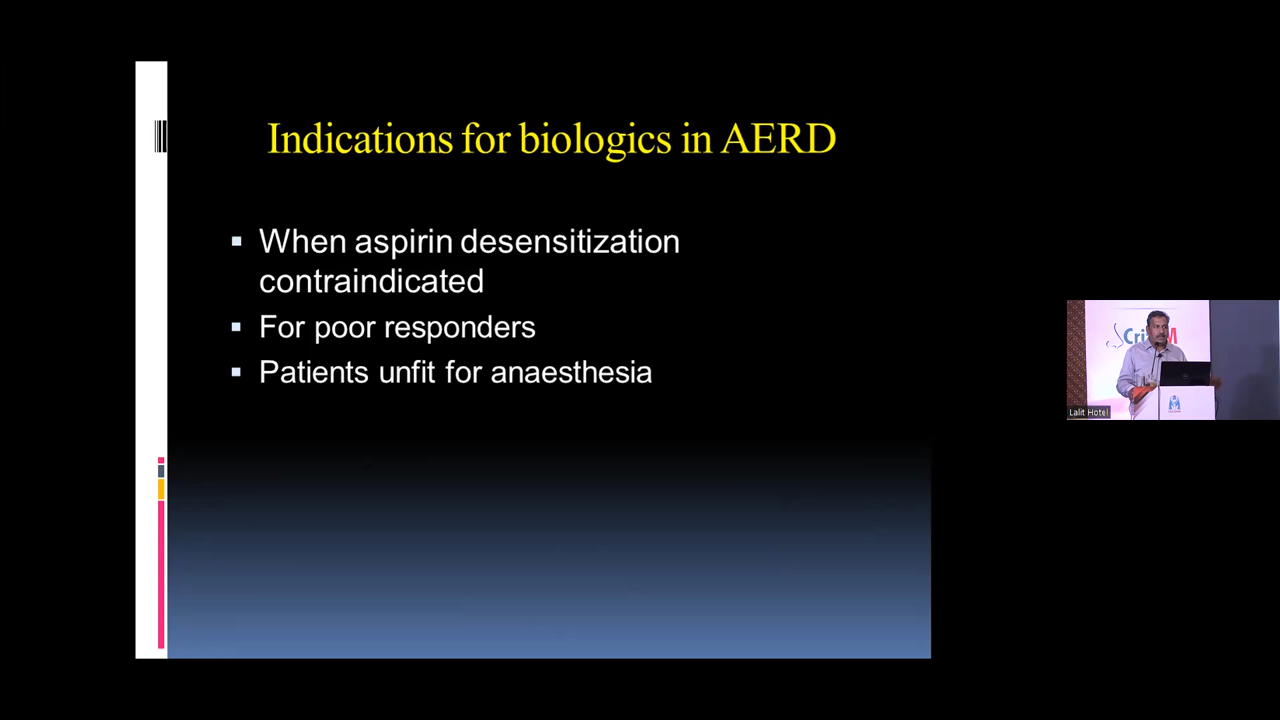 Indications for biologics in AERD
When aspirin desensitization
contraindicated
For poor responders
Patients unfit for anaesthesia
Lalit Hotel